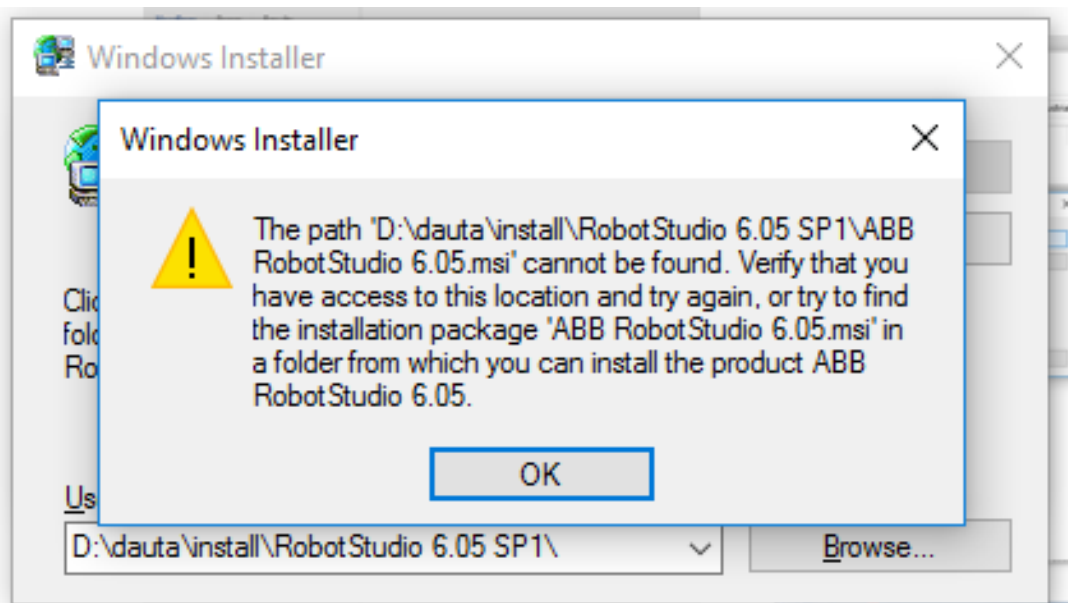 Windows Installer
Windows Installer
The path 'D:\dauta\install\RobotStudio 6.05 SP1\ABB
RobotStudio 6.05.msi' cannot be found. Verify that you
have access to this location and try again, or try to find
the installation package 'ABB RobotStudio 6.05.msi' in
a folder from which you can install the product ABB
RobotStudio 6.05.
OK
D:\dauta\install\RobotStudio 6.05 SP1\
Browse...